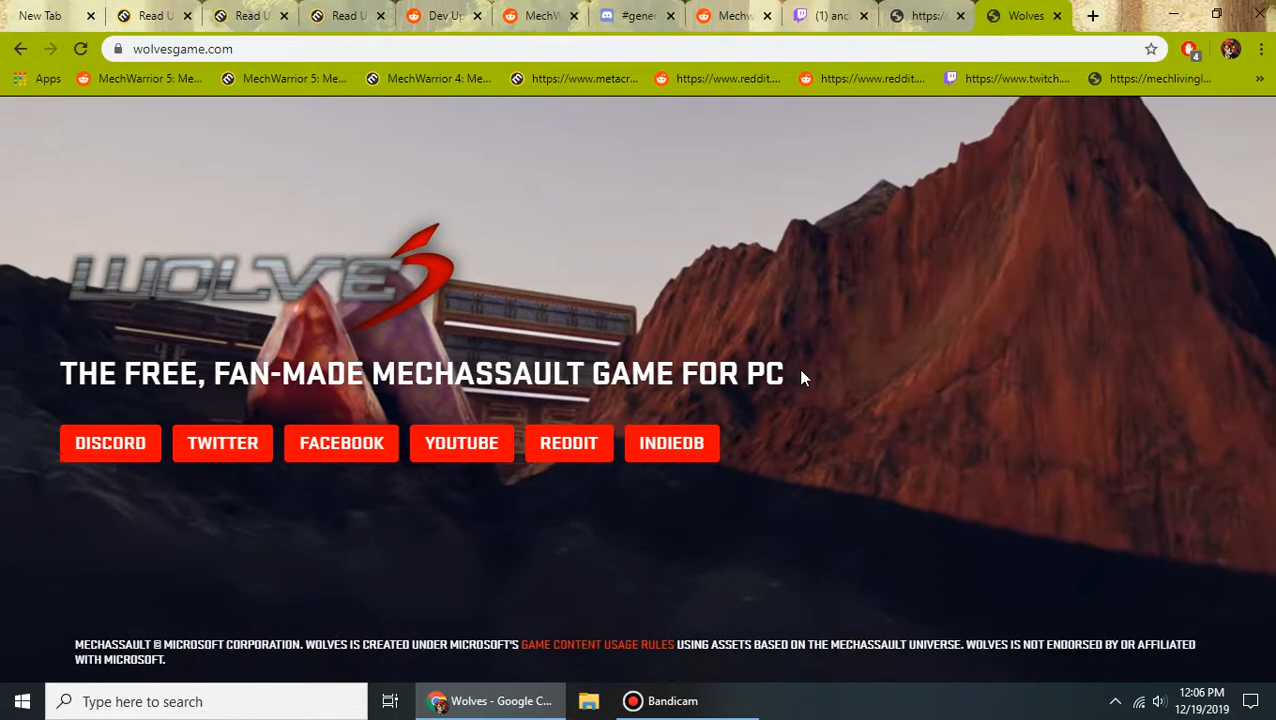 New Tab
Read U
Read U
Read U
Dev Up
MechW
#gene
Mechw
(1) anc
https:/
Wolves
wolvesgame.com
4
Apps
MechWarrior 5: Me...
MechWarrior 5: Me...
MechWarrior 4: Me...
https://www.metacr...
https://www.reddit....
https://www.reddit....
https://www.twitch....
https://mechlivingl...
WOLVES
THE FREE, FAN-MADE MECHASSAULT GAME FOR PC
DISCORD
TWITTER
FACEBOOK
YOUTUBE
REDDIT
INDIEDB
MECHASSAULT © MICROSOFT CORPORATION. WOLVES IS CREATED UNDER MICROSOFT'S GAME CONTENT USAGE RULES USING ASSETS BASED ON THE MECHASSAULT UNIVERSE. WOLVES IS NOT ENDORSED BY OR AFFILIATED
WITH MICROSOFT.
Type here to search
Wolves - Google C...
Bandicam
12:06 PM
12/19/2019